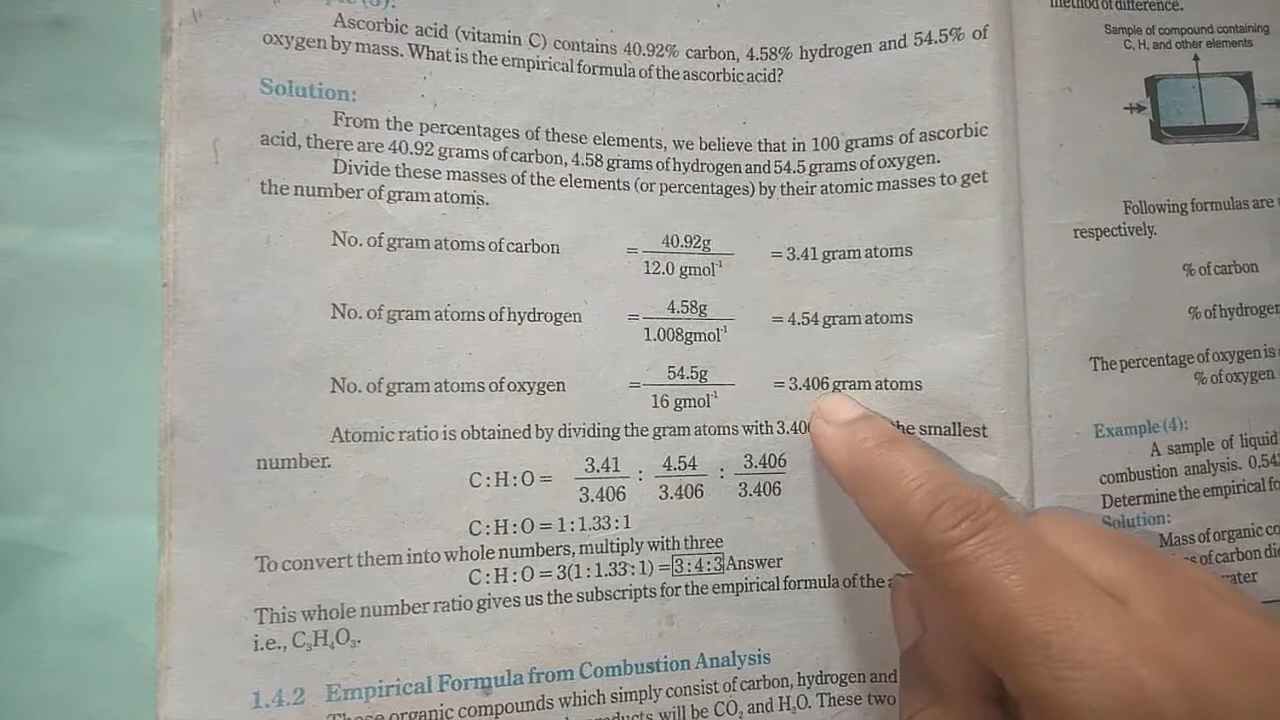 Ascorbic acid (vitamin C) contains 40.92% carbon, 4.58% hydrogen and 54.5% of
oxygen by mass. What is the empirical formula of the ascorbic acid?
Solution:
From the percentages of these elements, we believe that in 100 grams of ascorbic
acid, there are 40.92 grams of carbon, 4.58 grams of hydrogen and 54.5 grams of oxygen.
Divide these masses of the elements (or percentages) by their atomic masses to get
the number of gram atoms.
No. of gram atoms of carbon = 40.92g / 12.0 gmol⁻¹ = 3.41 gram atoms
No. of gram atoms of hydrogen = 4.58g / 1.008gmol⁻¹ = 4.54 gram atoms
No. of gram atoms of oxygen = 54.5g / 16 gmol⁻¹ = 3.406 gram atoms
Atomic ratio is obtained by dividing the gram atoms with 3.40 the smallest
number.
C:H:O = 3.41/3.406 : 4.54/3.406 : 3.406/3.406
C:H:O = 1:1.33:1
To convert them into whole numbers, multiply with three
C:H:O = 3(1:1.33:1) = 3:4:3 Answer
This whole number ratio gives us the subscripts for the empirical formula of the
i.e., C₃H₄O₃.
1.4.2 Empirical Formula from Combustion Analysis
organic compounds which simply consist of carbon, hydrogen and
will be CO₂ and H₂O. These two
method of difference.
Sample of compound containing
C, H, and other elements
Following formulas are
respectively.
% of carbon
% of hydrogen
The percentage of oxygen is
% of oxygen
Example (4):
A sample of liquid
combustion analysis. 0.54
Determine the empirical
Solution:
Mass of organic
of carbon